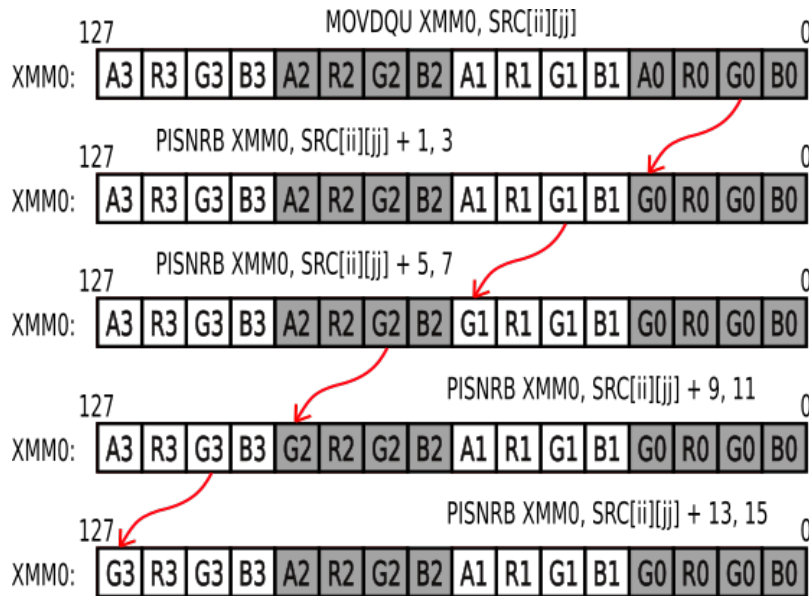 MOVDQU XMM0, SRC[ii][jj]
127 0
XMM0: A3 R3 G3 B3 A2 R2 G2 B2 A1 R1 G1 B1 A0 R0 G0 B0
PISNRB XMM0, SRC[ii][jj] + 1, 3
127 0
XMM0: A3 R3 G3 B3 A2 R2 G2 B2 A1 R1 G1 B1 G0 R0 G0 B0
PISNRB XMM0, SRC[ii][jj] + 5, 7
127 0
XMM0: A3 R3 G3 B3 A2 R2 G2 B2 G1 R1 G1 B1 G0 R0 G0 B0
PISNRB XMM0, SRC[ii][jj] + 9, 11
127 0
XMM0: A3 R3 G3 B3 G2 R2 G2 B2 A1 R1 G1 B1 G0 R0 G0 B0
PISNRB XMM0, SRC[ii][jj] + 13, 15
127 0
XMM0: G3 R3 G3 B3 A2 R2 G2 B2 A1 R1 G1 B1 G0 R0 G0 B0